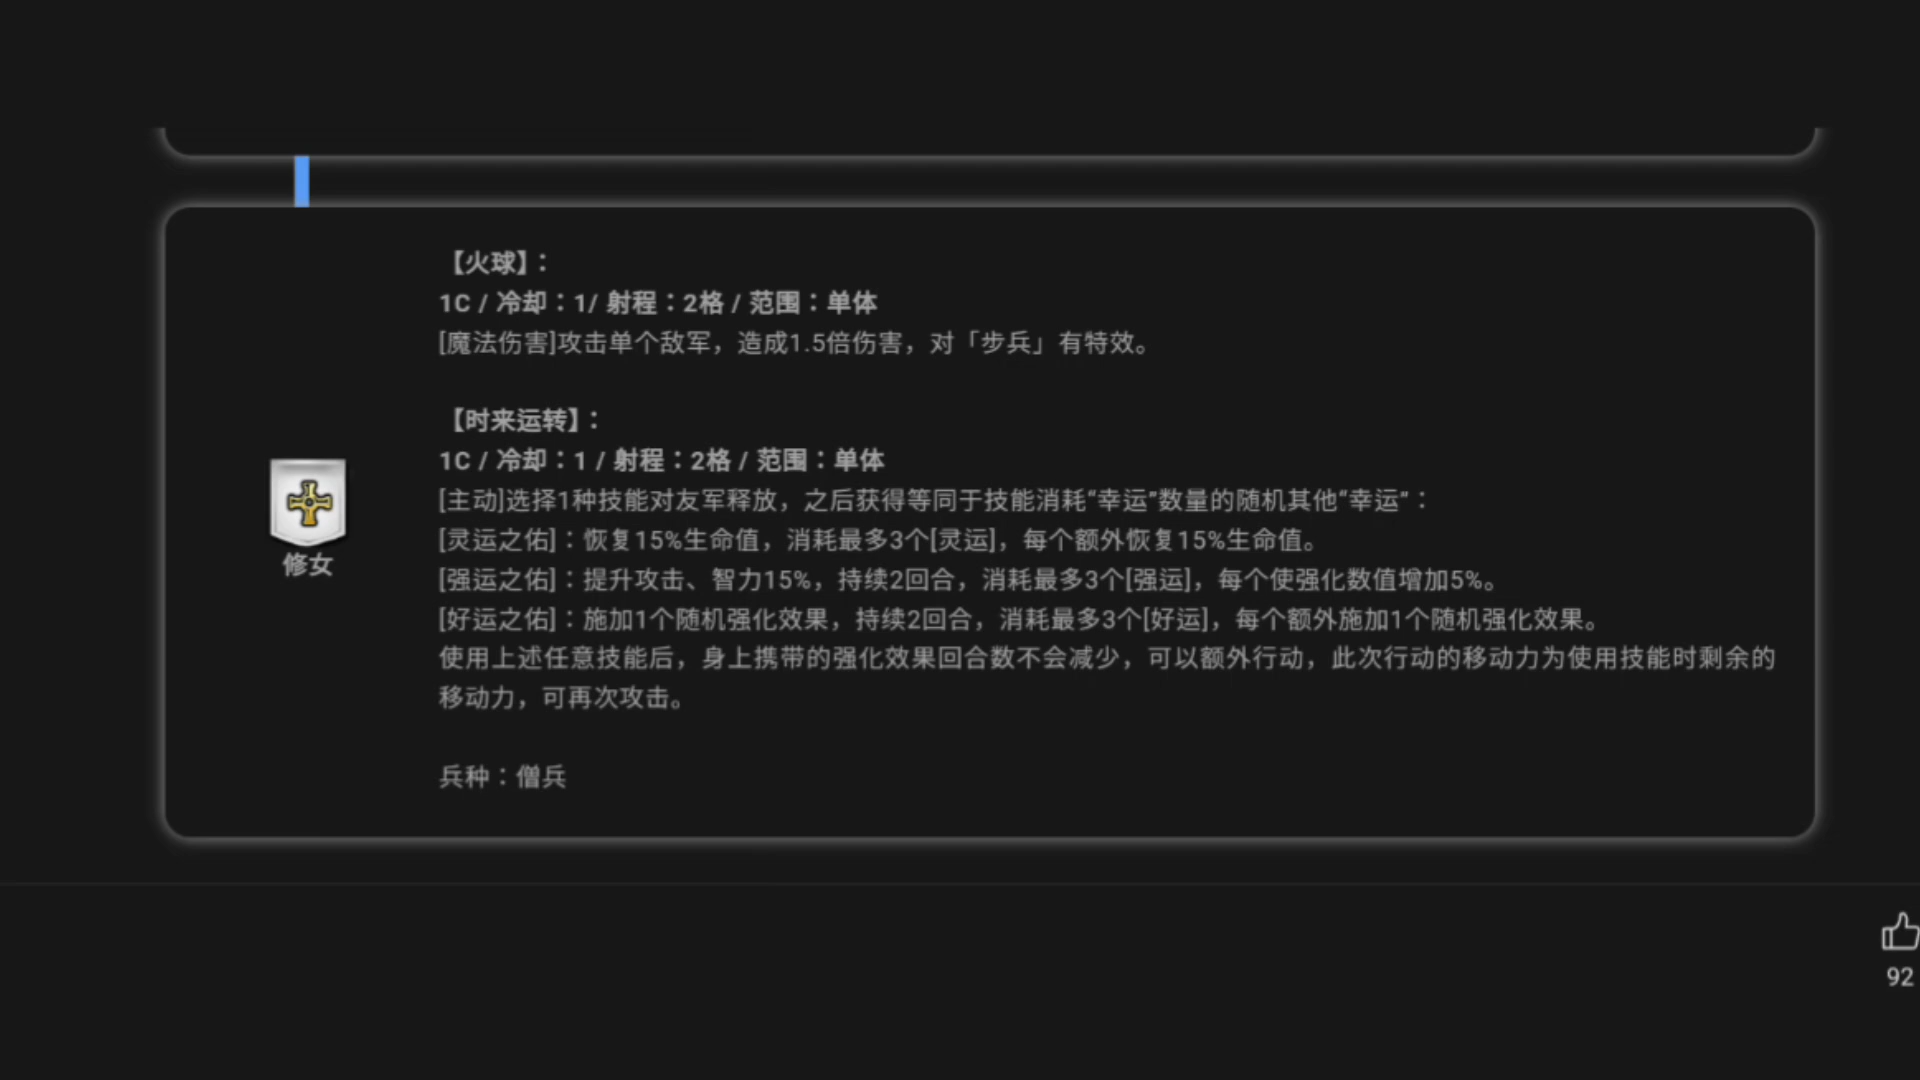 【火球】：
1C / 冷却：1/ 射程：2格 / 范围：单体
[魔法伤害]攻击单个敌军，造成1.5倍伤害，对「步兵」有特效。
【时来运转】：
1C / 冷却：1 / 射程：2格 / 范围：单体
[主动]选择1种技能对友军释放，之后获得等同于技能消耗“幸运”数量的随机其他“幸运”：
[灵运之佑]：恢复15%生命值，消耗最多3个[灵运]，每个额外恢复15%生命值。
修女
[强运之佑]：提升攻击、智力15%，持续2回合，消耗最多3个[强运]，每个使强化数值增加5%。
[好运之佑]：施加1个随机强化效果，持续2回合，消耗最多3个[好运]，每个额外施加1个随机强化效果。
使用上述任意技能后，身上携带的强化效果回合数不会减少，可以额外行动，此次行动的移动力为使用技能时剩余的
移动力，可再次攻击。
兵种：僧兵
92